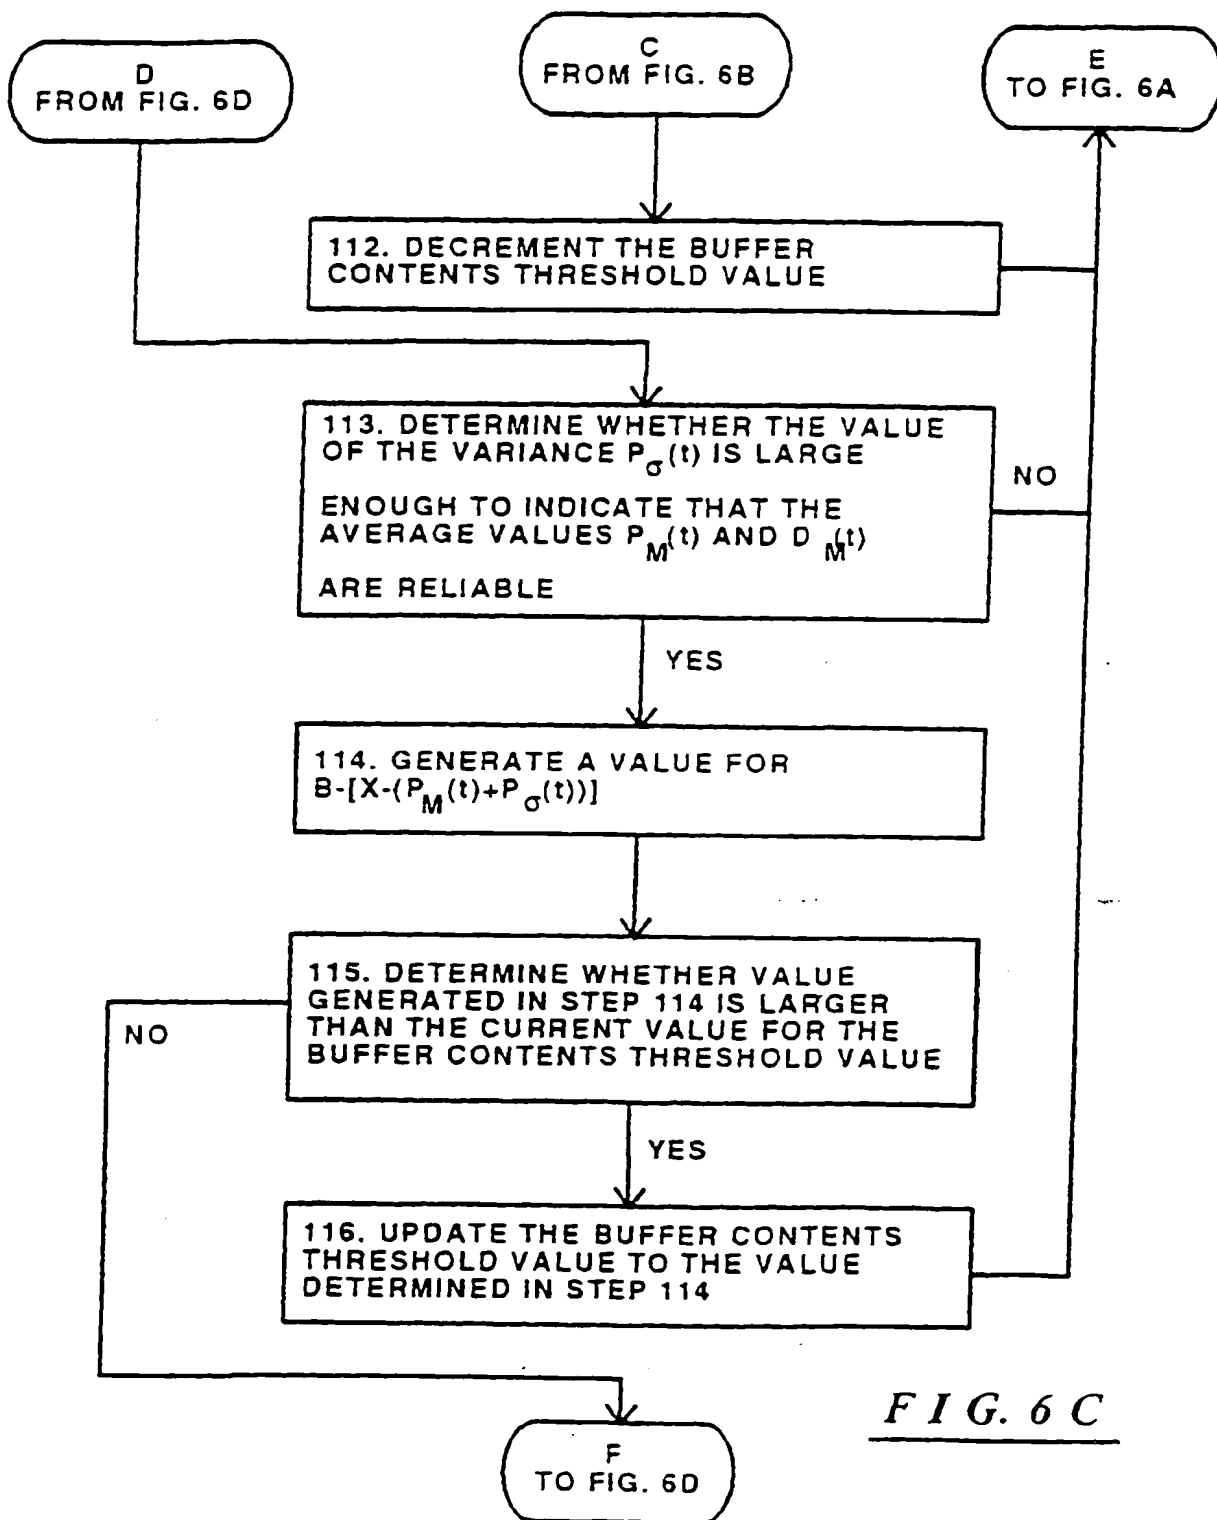 D
FROM FIG. 6D
C
FROM FIG. 6B
E
TO FIG. 6A
112. DECREMENT THE BUFFER
CONTENTS THRESHOLD VALUE
113. DETERMINE WHETHER THE VALUE
OF THE VARIANCE Pσ(t) IS LARGE
ENOUGH TO INDICATE THAT THE
AVERAGE VALUES PM(t) AND DM(t)
ARE RELIABLE
NO
YES
114. GENERATE A VALUE FOR
B-[X-(PM(t)+Pσ(t))]
115. DETERMINE WHETHER VALUE
GENERATED IN STEP 114 IS LARGER
THAN THE CURRENT VALUE FOR THE
BUFFER CONTENTS THRESHOLD VALUE
NO
YES
116. UPDATE THE BUFFER CONTENTS
THRESHOLD VALUE TO THE VALUE
DETERMINED IN STEP 114
F
TO FIG. 6D
FIG. 6C